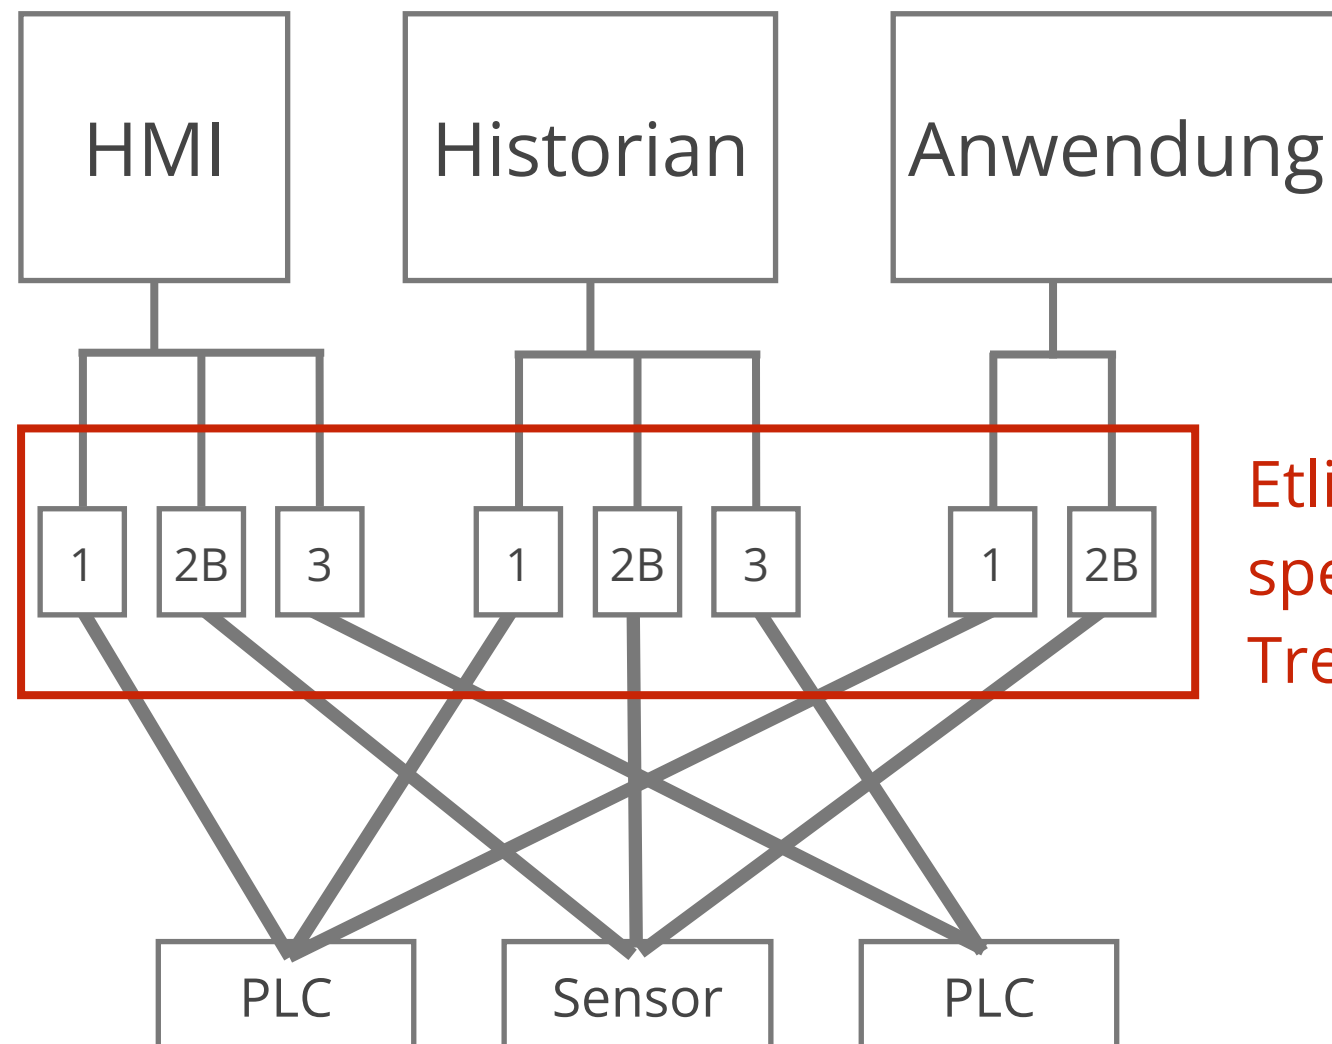 HMI
Historian
Anwendung
1
2B
3
1
2B
3
1
2B
PLC
Sensor
PLC